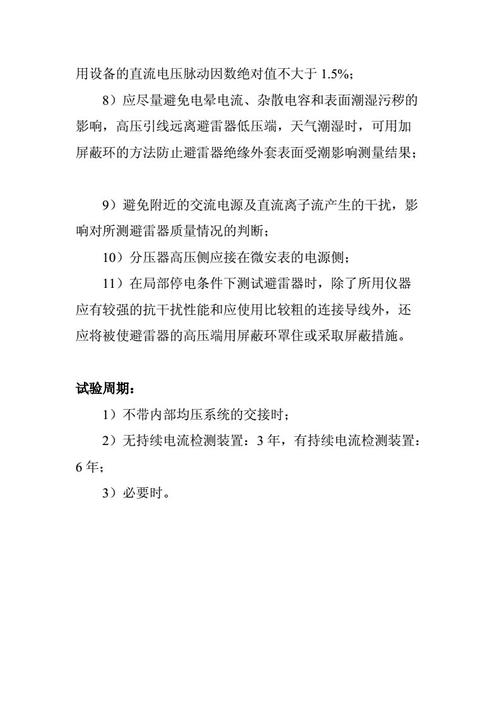 用设备的直流电压脉动因数绝对值不大于 1.5%；
8）应尽量避免电晕电流、杂散电容和表面潮湿污秽的
影响，高压引线远离避雷器低压端，天气潮湿时，可用加
屏蔽环的方法防止避雷器绝缘外套表面受潮影响测量结果；
9）避免附近的交流电源及直流离子流产生的干扰，影
响对所测避雷器质量情况的判断；
10）分压器高压侧应接在微安表的电源侧；
11）在局部停电条件下测试避雷器时，除了所用仪器
应有较强的抗干扰性能和应使用比较粗的连接导线外，还
应将被使避雷器的高压端用屏蔽环罩住或采取屏蔽措施。
试验周期：
1）不带内部均压系统的交接时；
2）无持续电流检测装置：3 年，有持续电流检测装置：
6 年；
3）必要时。